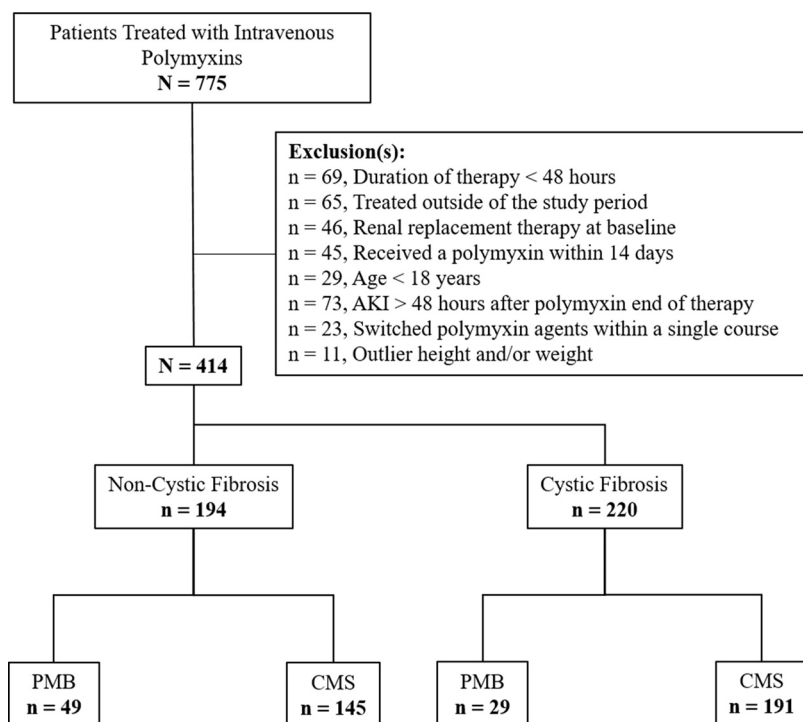 Patients Treated with Intravenous
Polymyxins
N = 775
Exclusion(s):
n = 69, Duration of therapy < 48 hours
n = 65, Treated outside of the study period
n = 46, Renal replacement therapy at baseline
n = 45, Received a polymyxin within 14 days
n = 29, Age < 18 years
n = 73, AKI > 48 hours after polymyxin end of therapy
n = 23, Switched polymyxin agents within a single course
n = 11, Outlier height and/or weight
N = 414
Non-Cystic Fibrosis
n = 194
Cystic Fibrosis
n = 220
PMB
n = 49
CMS
n = 145
PMB
n = 29
CMS
n = 191